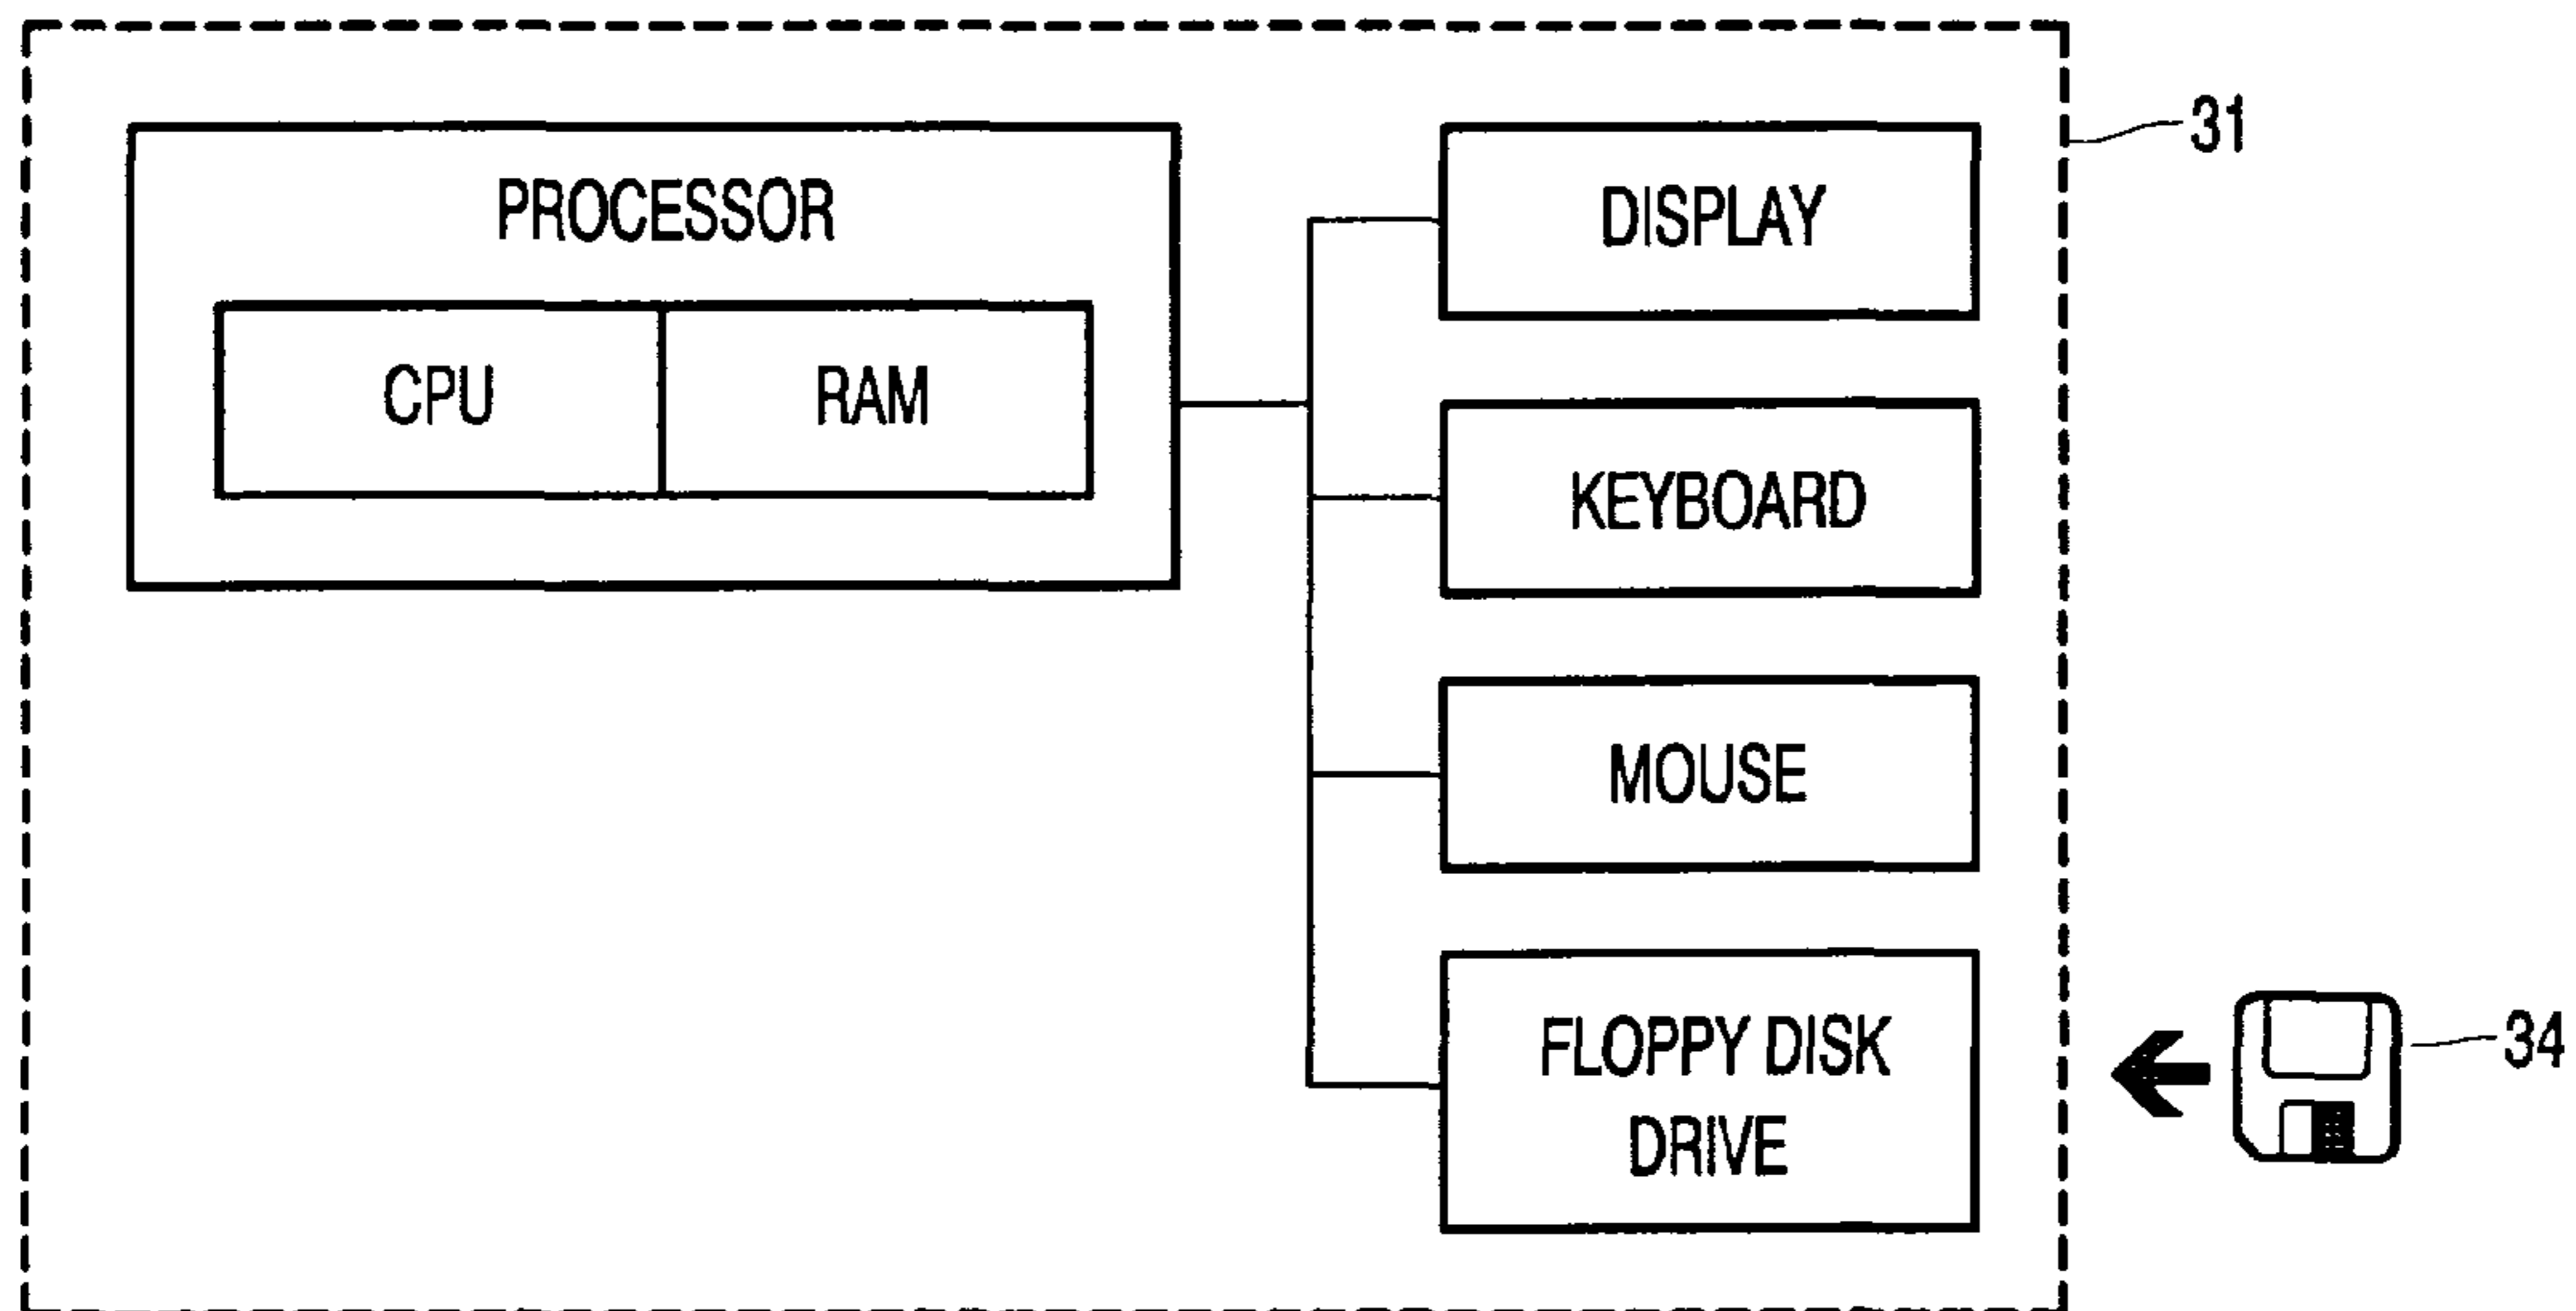 PROCESSOR
CPU
RAM
DISPLAY
KEYBOARD
MOUSE
FLOPPY DISK
DRIVE
31
34